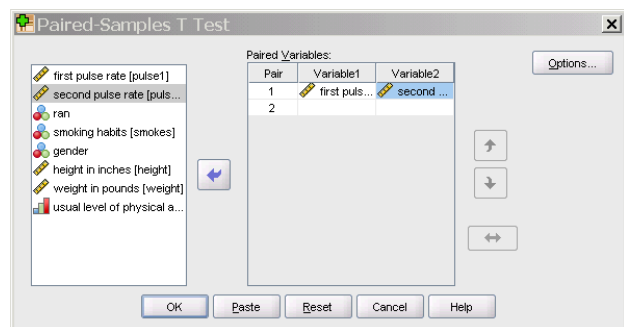 Paired-Samples T Test
Paired Variables:
Options...
first pulse rate [pulse1]
second pulse rate [puls...
ran
smoking habits [smokes]
gender
height in inches [height]
weight in pounds [weight]
usual level of physical a...
Pair Variable1 Variable2
1 first puls... second ...
2
OK Paste Reset Cancel Help